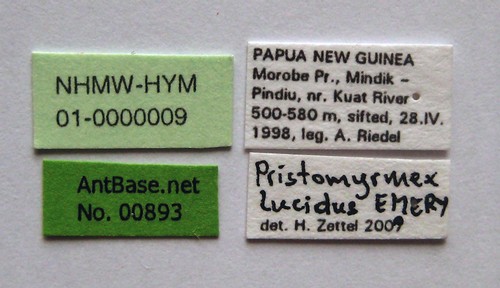 NHMW-HYM
01-0000009
PAPUA NEW GUINEA
Morobe Pr., Mindik –
Pindiu, nr. Kuat River
500-580 m, sifted, 28.IV.
1998, leg. A. Riedel
AntBase.net
No. 00893
Pristomyrmex
lucidus EMERY
det. H. Zettel 2009